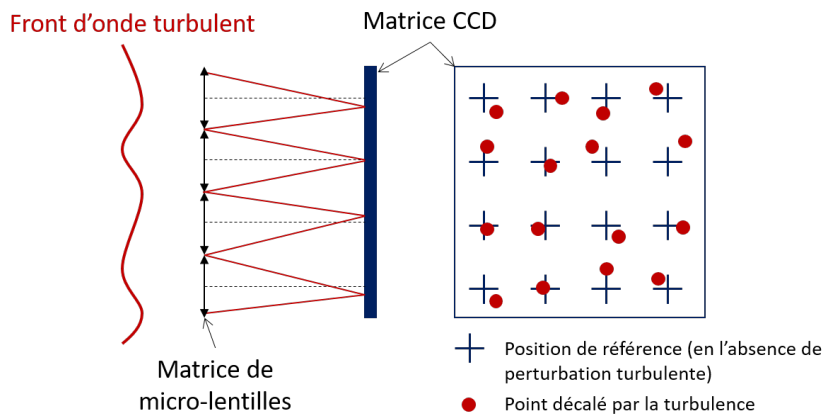 Front d'onde turbulent
Matrice CCD
Matrice de
micro-lentilles
Position de référence (en l'absence de
perturbation turbulente)
Point décalé par la turbulence